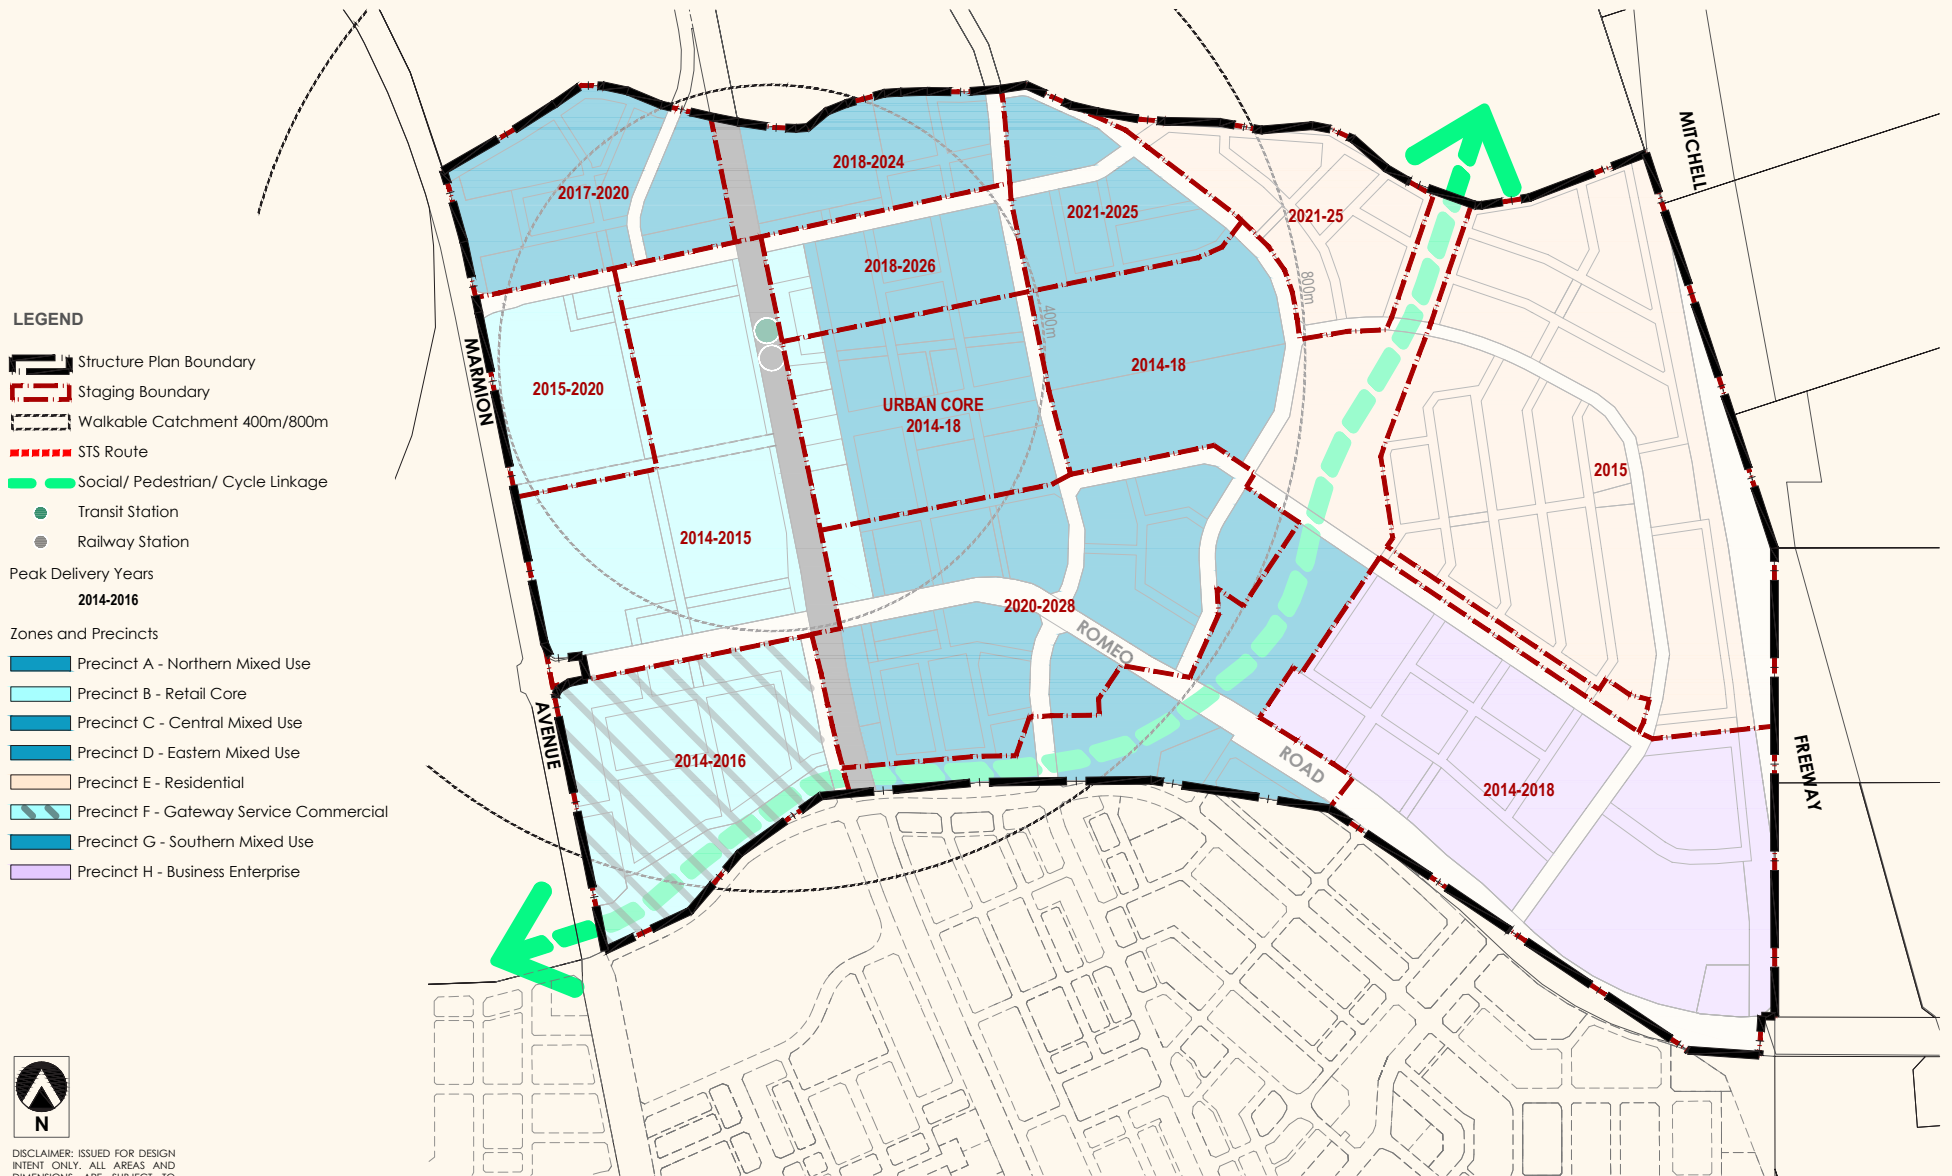 LEGEND
Structure Plan Boundary
Staging Boundary
Walkable Catchment 400m/800m
STS Route
Social/ Pedestrian/ Cycle Linkage
Transit Station
Railway Station
Peak Delivery Years
2014-2016
Zones and Precincts
Precinct A - Northern Mixed Use
Precinct B - Retail Core
Precinct C - Central Mixed Use
Precinct D - Eastern Mixed Use
Precinct E - Residential
Precinct F - Gateway Service Commercial
Precinct G - Southern Mixed Use
Precinct H - Business Enterprise
N
DISCLAIMER: ISSUED FOR DESIGN
INTENT ONLY. ALL AREAS AND
DIMENSIONS ARE SUBJECT TO
MARMION
AVENUE
MITCHELL
FREEWAY
ROMEO
ROAD
2017-2020
2018-2024
2021-2025
2021-25
2018-2026
400m
800m
2015-2020
URBAN CORE
2014-18
2014-18
2015
2014-2015
2020-2028
2014-2016
2014-2018